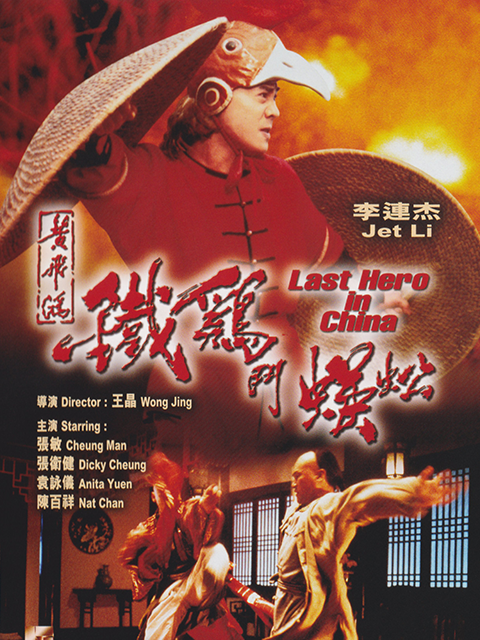 李連杰
Jet Li
黃飛鴻
鐵鷄
鬥
蜈蚣
Last Hero
in
China
導演 Director : 王晶 Wong Jing
主演 Starring :
張敏 Cheung Man
張衛健 Dicky Cheung
袁詠儀 Anita Yuen
陳百祥 Nat Chan